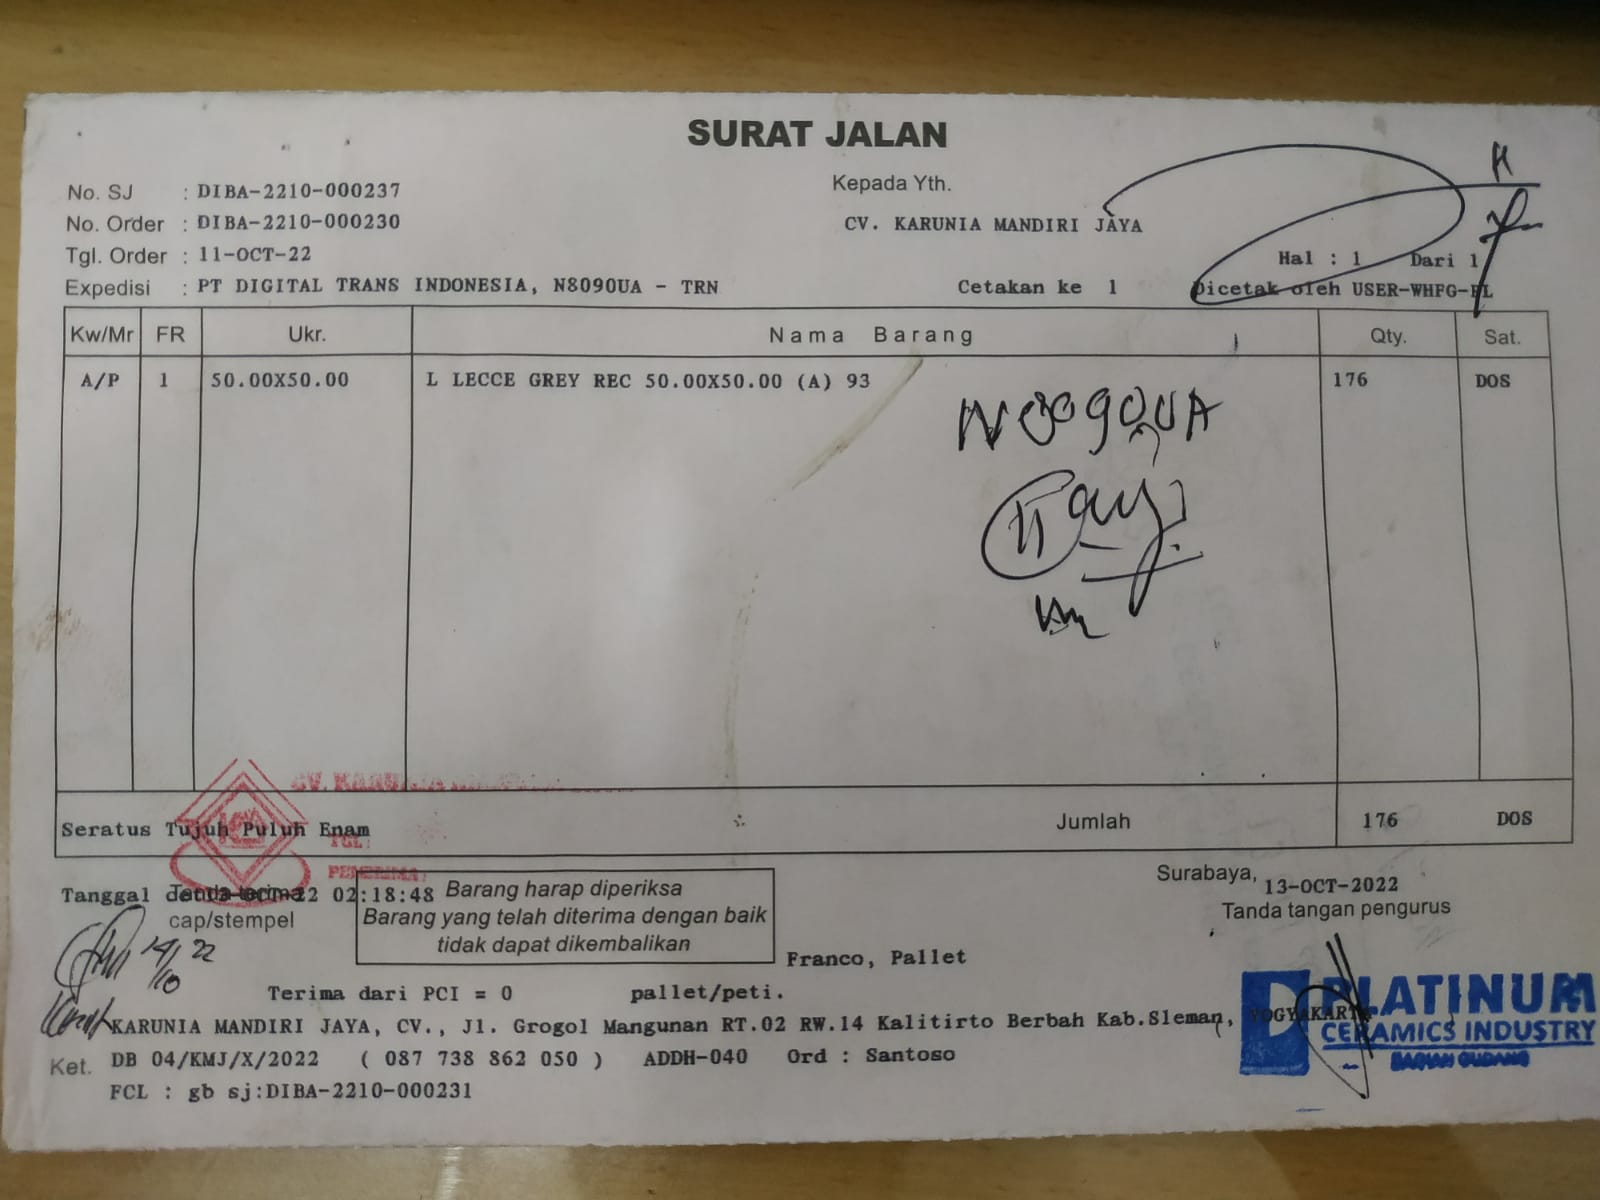 SURAT JALAN
No. SJ : DIBA-2210-000237
Kepada Yth.
No. Order : DIBA-2210-000230
CV. KARUNIA MANDIRI JAYA
Tgl. Order : 11-OCT-22
Hal : 1 Dari 1
Expedisi : PT DIGITAL TRANS INDONESIA, N8090UA - TRN
Cetakan ke 1 Dicetak oleh USER-WHFG-PL
Kw/Mr FR Ukr. Nama Barang Qty. Sat.
A/P 1 50.00X50.00 L LECCE GREY REC 50.00X50.00 (A) 93 176 DOS
N8090UA
Seratus Tujuh Puluh Enam Jumlah 176 DOS
CV. KARUNIA
TGL:
PENERIMA:
Surabaya, 13-OCT-2022
Tanda tangan pengurus
Tanda terima
02:18:48
cap/stempel
14/10 22
Barang harap diperiksa
Barang yang telah diterima dengan baik
tidak dapat dikembalikan
Franco, Pallet
Terima dari PCI = 0 pallet/peti.
KARUNIA MANDIRI JAYA, CV., Jl. Grogol Mangunan RT.02 RW.14 Kalitirto Berbah Kab.Sleman, YOGYAKARTA
Ket. DB 04/KMJ/X/2022 ( 087 738 862 050 ) ADDH-040 Ord : Santoso
FCL : gb sj:DIBA-2210-000231
PLATINUM
CERAMICS INDUSTRY
BAGIAN GUDANG